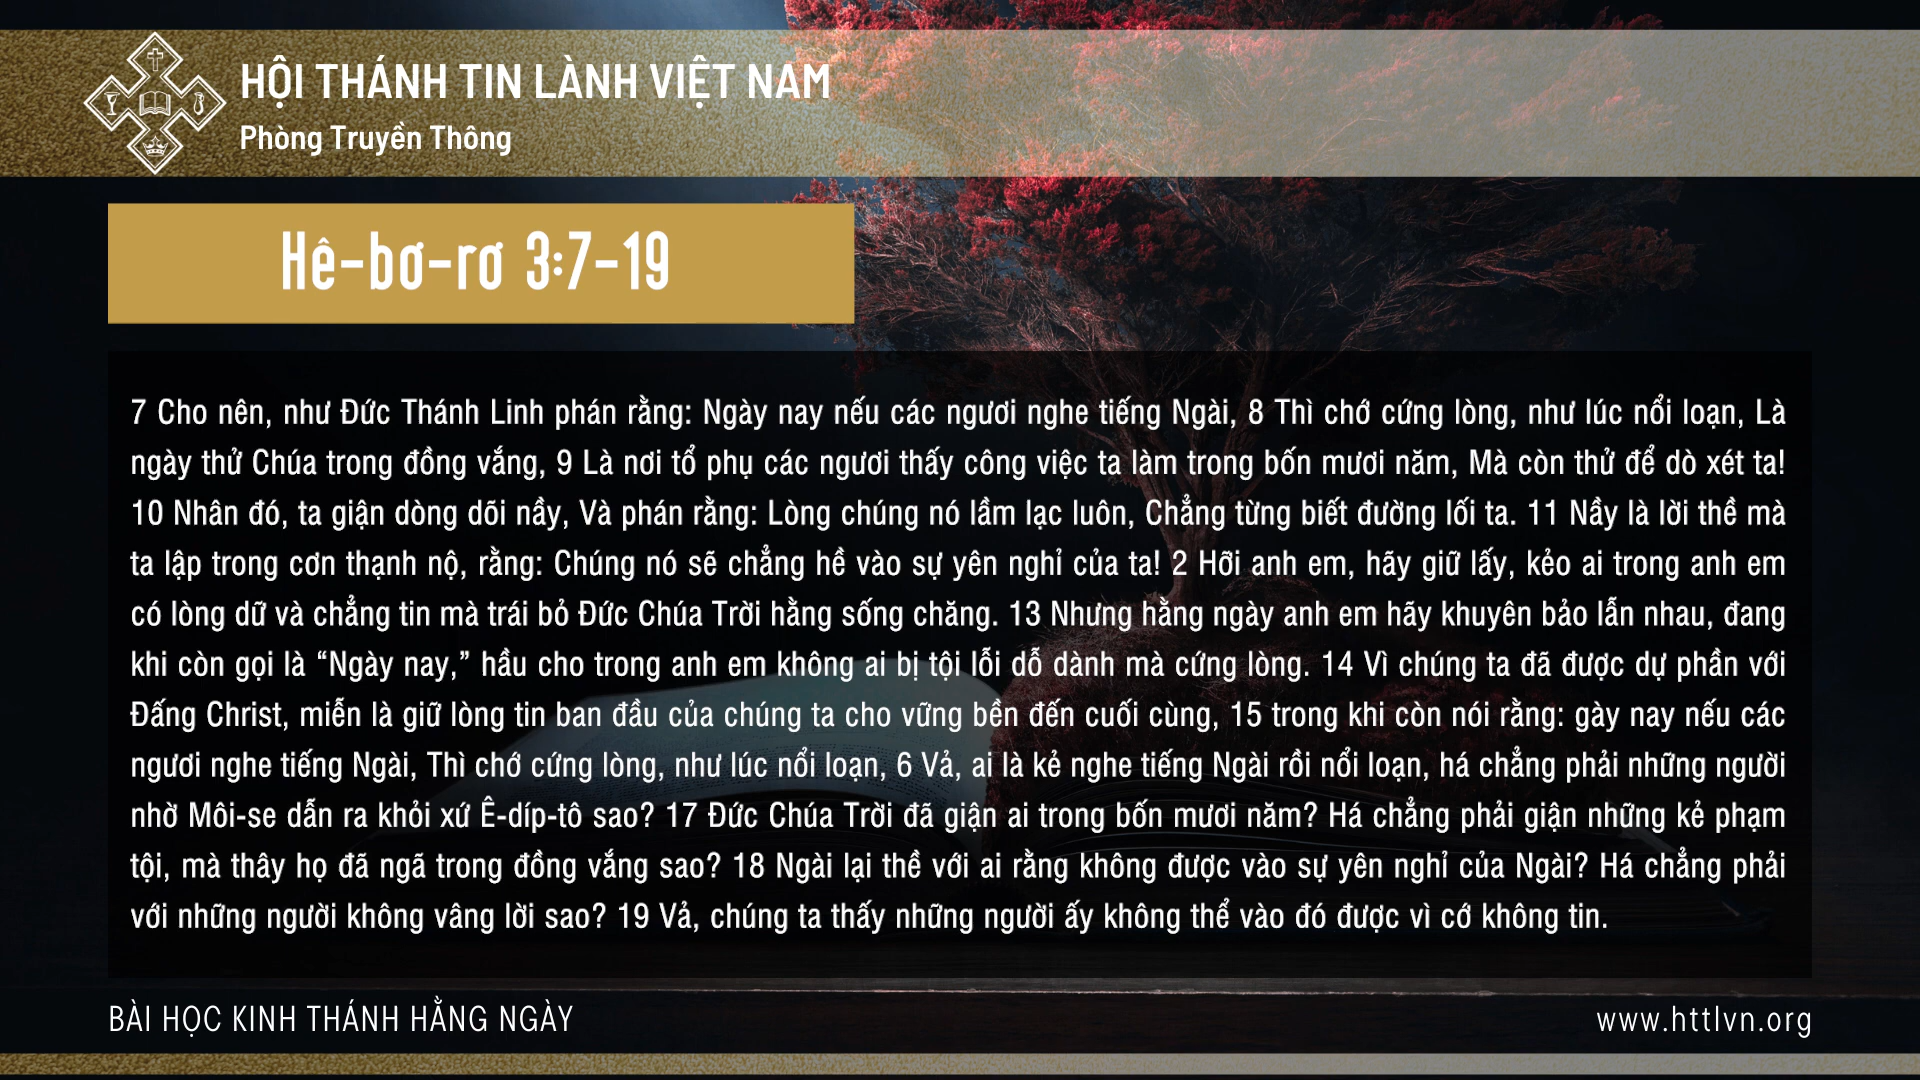 HỘI THÁNH TIN LÀNH VIỆT NAM
Phòng Truyền Thông
Hê-bơ-rơ 3:7-19
7 Cho nên, như Đức Thánh Linh phán rằng: Ngày nay nếu các ngươi nghe tiếng Ngài, 8 Thì chớ cứng lòng, như lúc nổi loạn, Là
ngày thử Chúa trong đồng vắng, 9 Là nơi tổ phụ các ngươi thấy công việc ta làm trong bốn mươi năm, Mà còn thử để dò xét ta!
10 Nhân đó, ta giận dòng dõi nầy, Và phán rằng: Lòng chúng nó lầm lạc luôn, Chẳng từng biết đường lối ta. 11 Nầy là lời thề mà
ta lập trong cơn thạnh nộ, rằng: Chúng nó sẽ chẳng hề vào sự yên nghỉ của ta! 2 Hỡi anh em, hãy giữ lấy, kẻo ai trong anh em
có lòng dữ và chẳng tin mà trái bỏ Đức Chúa Trời hằng sống chăng. 13 Nhưng hằng ngày anh em hãy khuyên bảo lẫn nhau, đang
khi còn gọi là “Ngày nay,” hầu cho trong anh em không ai bị tội lỗi dỗ dành mà cứng lòng. 14 Vì chúng ta đã được dự phần với
Đấng Christ, miễn là giữ lòng tin ban đầu của chúng ta cho vững bền đến cuối cùng, 15 trong khi còn nói rằng: gày nay nếu các
ngươi nghe tiếng Ngài, Thì chớ cứng lòng, như lúc nổi loạn, 6 Vả, ai là kẻ nghe tiếng Ngài rồi nổi loạn, há chẳng phải những người
nhờ Môi-se dẫn ra khỏi xứ Ê-díp-tô sao? 17 Đức Chúa Trời đã giận ai trong bốn mươi năm? Há chẳng phải giận những kẻ phạm
tội, mà thây họ đã ngã trong đồng vắng sao? 18 Ngài lại thề với ai rằng không được vào sự yên nghỉ của Ngài? Há chẳng phải
với những người không vâng lời sao? 19 Vả, chúng ta thấy những người ấy không thể vào đó được vì cớ không tin.
BÀI HỌC KINH THÁNH HẰNG NGÀY
www.httlvn.org